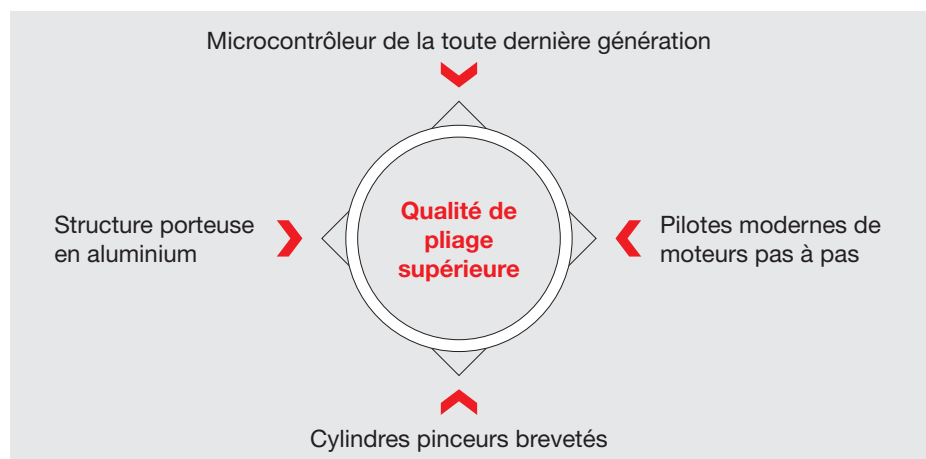 Microcontrôleur de la toute dernière génération
Structure porteuse
en aluminium
Qualité de
pliage
supérieure
Pilotes modernes de
moteurs pas à pas
Cylindres pinceurs brevetés